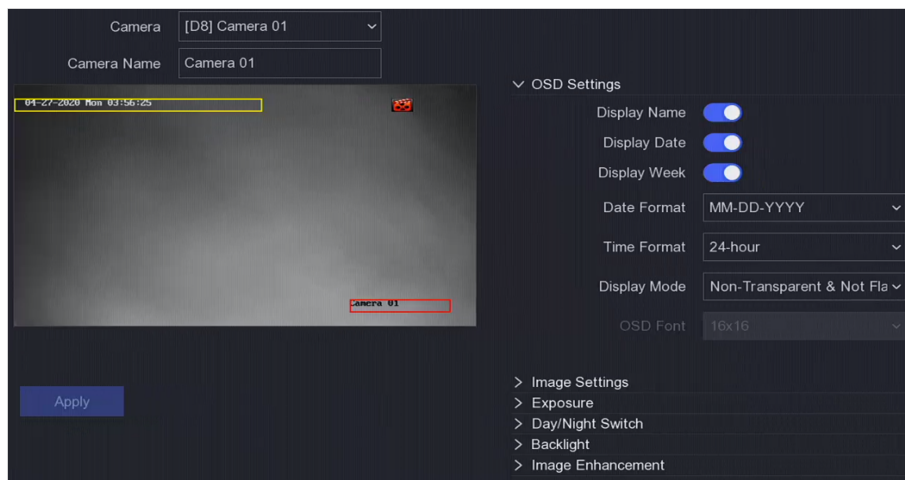 Camera [D8] Camera 01
Camera Name Camera 01
04-27-2020 Mon 03:56:25
Camera 01
Apply
OSD Settings
Display Name
Display Date
Display Week
Date Format MM-DD-YYYY
Time Format 24-hour
Display Mode Non-Transparent & Not Fla
OSD Font 16x16
Image Settings
Exposure
Day/Night Switch
Backlight
Image Enhancement